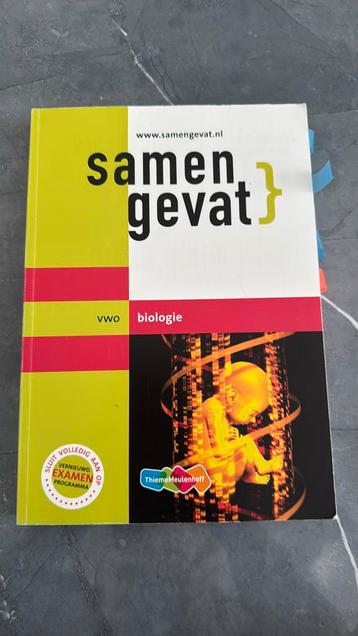 www.samengevat.nl
samen
gevat}
vwo biologie
SLUIT VOLLEDIG AAN OP
VERNIEUWD
EXAMEN
PROGRAMMA
ThiemeMeulenhoff